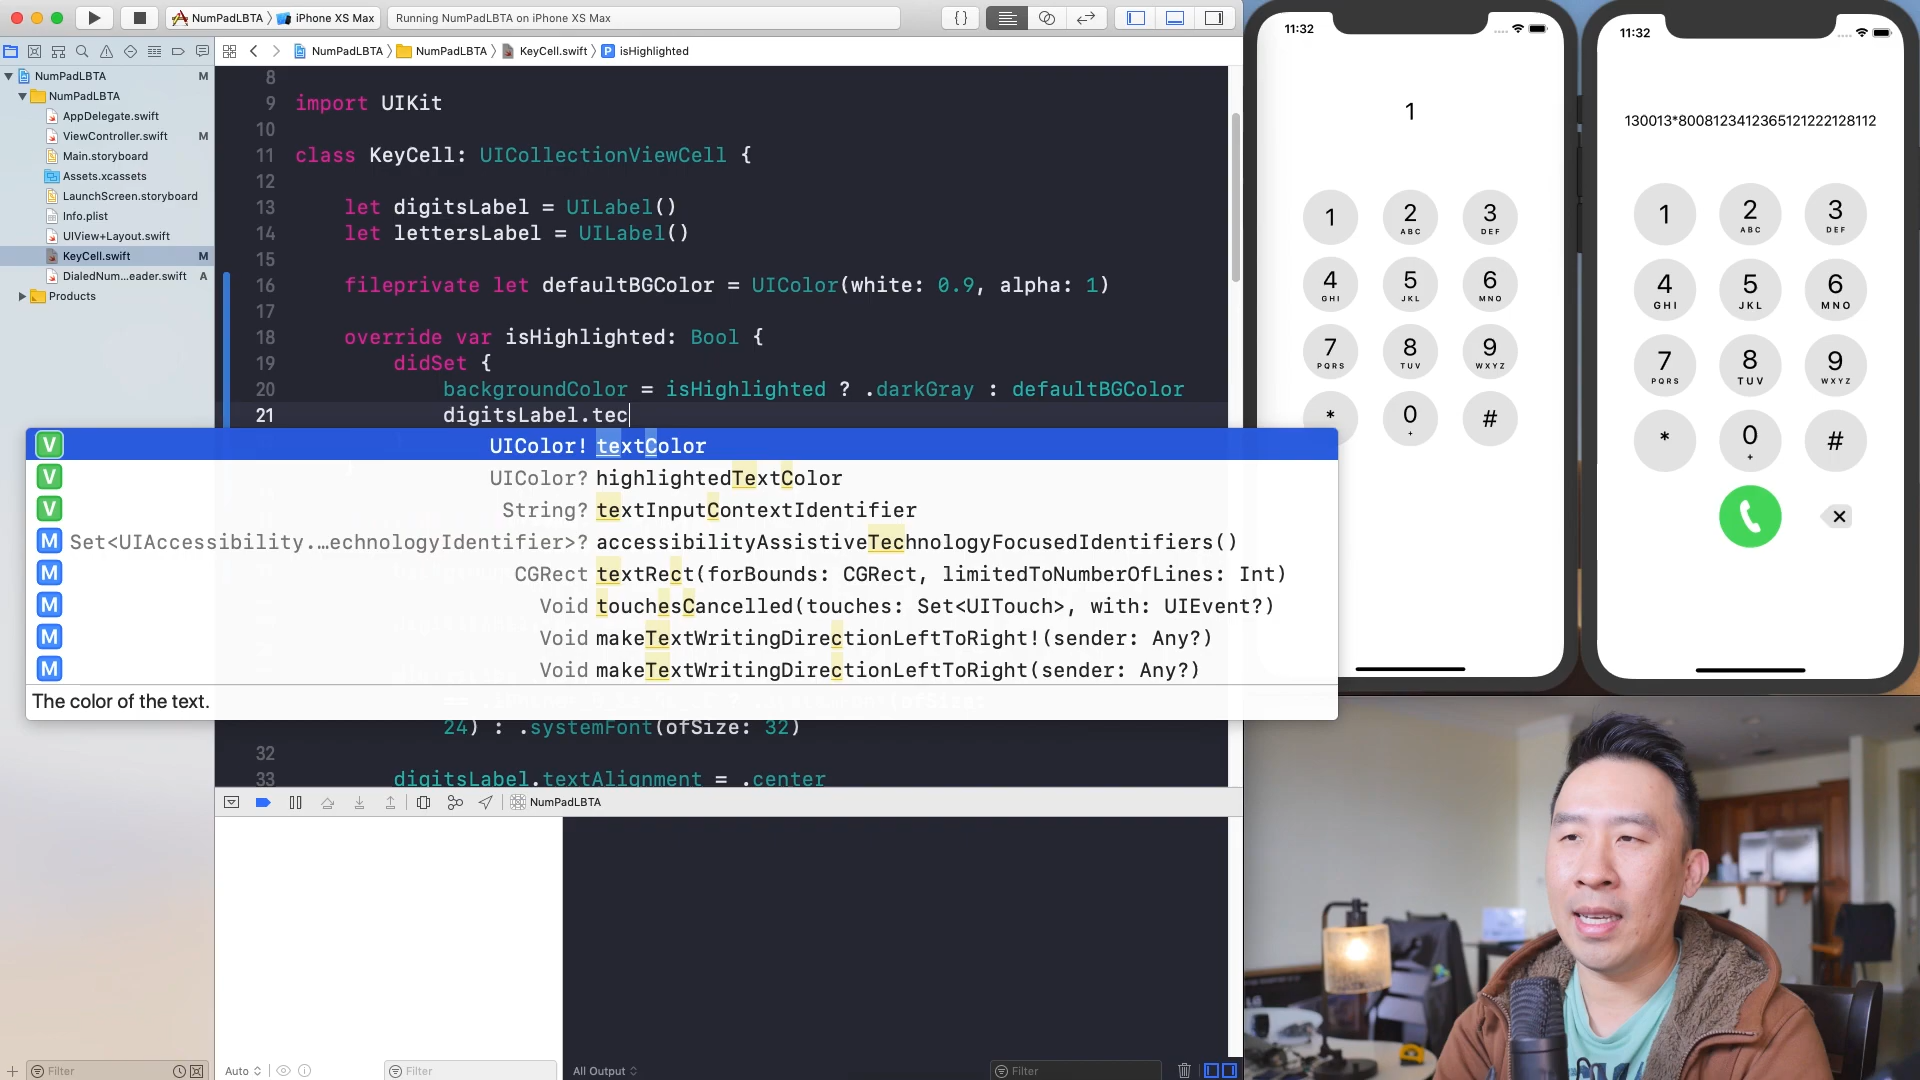 NumPadLBTA
iPhone XS Max
Running NumPadLBTA on iPhone XS Max
NumPadLBTA
NumPadLBTA
KeyCell.swift
P
isHighlighted
NumPadLBTA
M
NumPadLBTA
AppDelegate.swift
ViewController.swift
M
Main.storyboard
Assets.xcassets
LaunchScreen.storyboard
Info.plist
UIView+Layout.swift
KeyCell.swift
M
DialedNum...eader.swift
A
Products
8
9 import UIKit
10
11 class KeyCell: UICollectionViewCell {
12
13 let digitsLabel = UILabel()
14 let lettersLabel = UILabel()
15
16 fileprivate let defaultBGColor = UIColor(white: 0.9, alpha: 1)
17
18 override var isHighlighted: Bool {
19 didSet {
20 backgroundColor = isHighlighted ? .darkGray : defaultBGColor
21 digitsLabel.tec
V UIColor! textColor
V UIColor? highlightedTextColor
V String? textInputContextIdentifier
M Set<UIAccessibility.…echnologyIdentifier>? accessibilityAssistiveTechnologyFocusedIdentifiers()
M CGRect textRect(forBounds: CGRect, limitedToNumberOfLines: Int)
M Void touchesCancelled(touches: Set<UITouch>, with: UIEvent?)
M Void makeTextWritingDirectionLeftToRight!(sender: Any?)
M Void makeTextWritingDirectionLeftToRight(sender: Any?)
The color of the text.
24) : .systemFont(ofSize: 32)
32
33 digitsLabel.textAlignment = .center
NumPadLBTA
Filter
Auto
Filter
All Output
Filter
11:32
1
1
2
ABC
3
DEF
4
GHI
5
JKL
6
MNO
7
PQRS
8
TUV
9
WXYZ
*
0
+
#
11:32
130013*8008123412365121222128112
1
2
ABC
3
DEF
4
GHI
5
JKL
6
MNO
7
PQRS
8
TUV
9
WXYZ
*
0
+
#